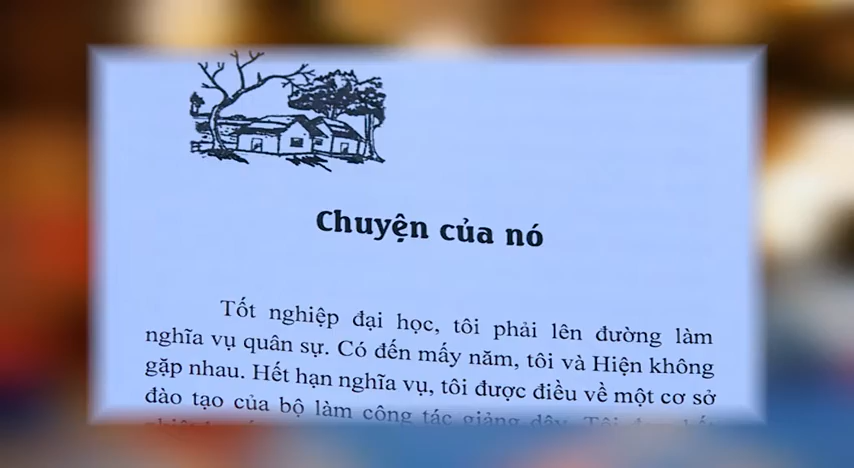 Chuyện của nó
Tốt nghiệp đại học, tôi phải lên đường làm
nghĩa vụ quân sự. Có đến mấy năm, tôi và Hiện không
gặp nhau. Hết hạn nghĩa vụ, tôi được điều về một cơ sở
đào tạo của bộ làm công tác giảng dạy. Tôi